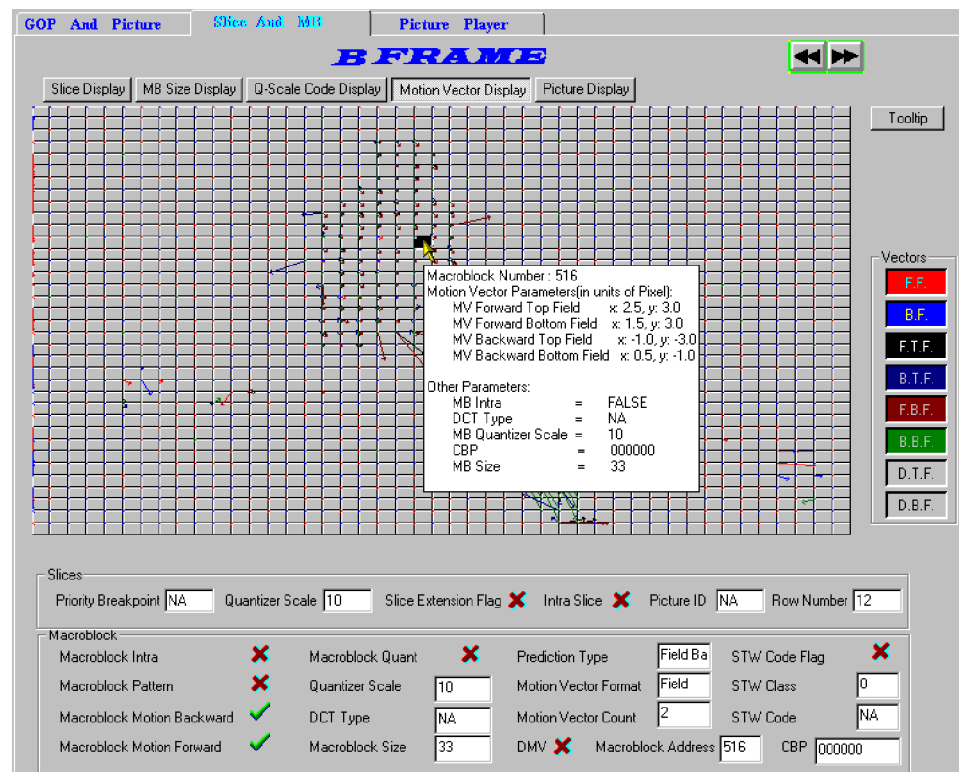 GOP And Picture Slice And MB Picture Player
B FRAME
Slice Display MB Size Display Q-Scale Code Display Motion Vector Display Picture Display
Tooltip
Macroblock Number : 516
Motion Vector Parameters(in units of Pixel):
MV Forward Top Field x: 2.5, y: 3.0
MV Forward Bottom Field x: 1.5, y: 3.0
MV Backward Top Field x: -1.0, y: -3.0
MV Backward Bottom Field x: 0.5, y: -1.0
Other Parameters:
MB Intra = FALSE
DCT Type = NA
MB Quantizer Scale = 10
CBP = 000000
MB Size = 33
Vectors
F.F.
B.F.
F.T.F.
B.T.F.
F.B.F.
B.B.F.
D.T.F.
D.B.F.
Slices
Priority Breakpoint NA Quantizer Scale 10 Slice Extension Flag Intra Slice Picture ID NA Row Number 12
Macroblock
Macroblock Intra Macroblock Quant Prediction Type Field Ba STW Code Flag
Macroblock Pattern Quantizer Scale 10 Motion Vector Format Field STW Class 0
Macroblock Motion Backward DCT Type NA Motion Vector Count 2 STW Code NA
Macroblock Motion Forward Macroblock Size 33 DMV Macroblock Address 516 CBP 000000